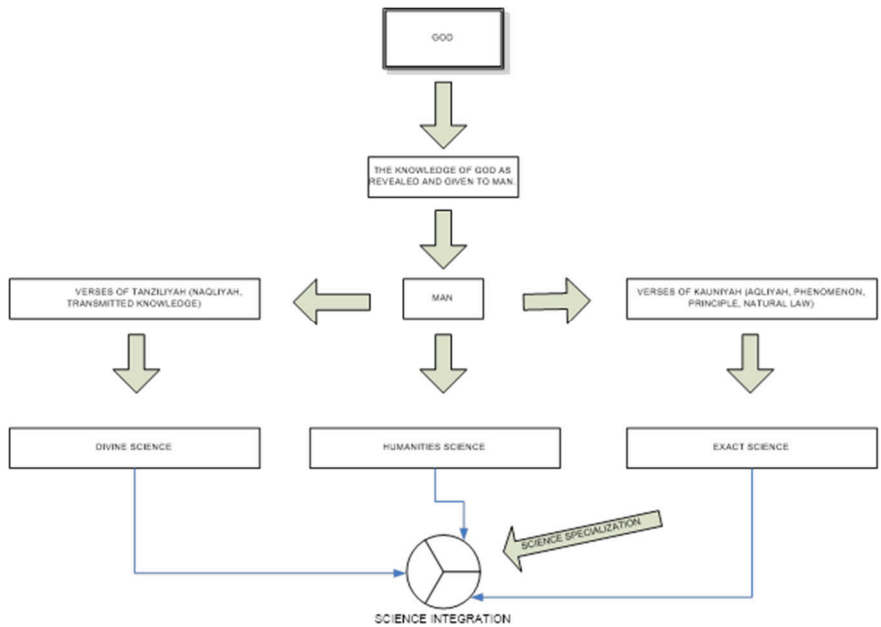 GOD
THE KNOWLEDGE OF GOD AS
REVEALED AND GIVEN TO MAN.
VERSES OF TANZILIYAH (NAQLIYAH,
TRANSMITTED KNOWLEDGE)
MAN
VERSES OF KAUNIYAH (AQLIYAH, PHENOMENON,
PRINCIPLE, NATURAL LAW)
DIVINE SCIENCE
HUMANITIES SCIENCE
EXACT SCIENCE
SCIENCE SPECIALIZATION
SCIENCE INTEGRATION